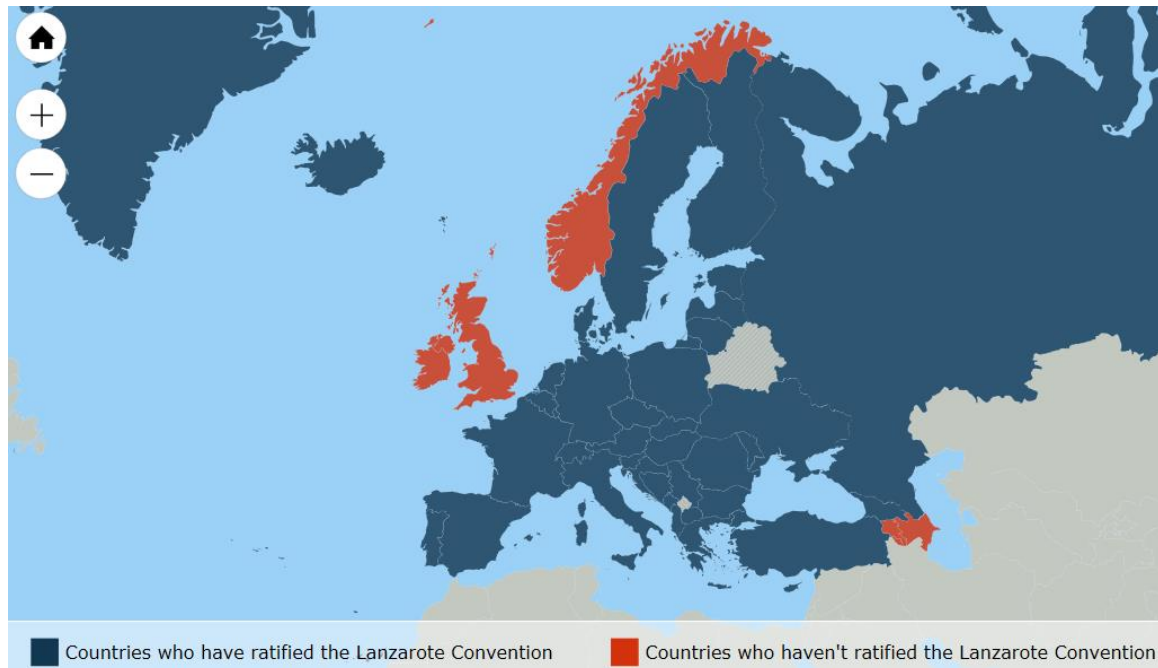 Countries who have ratified the Lanzarote Convention
Countries who haven't ratified the Lanzarote Convention